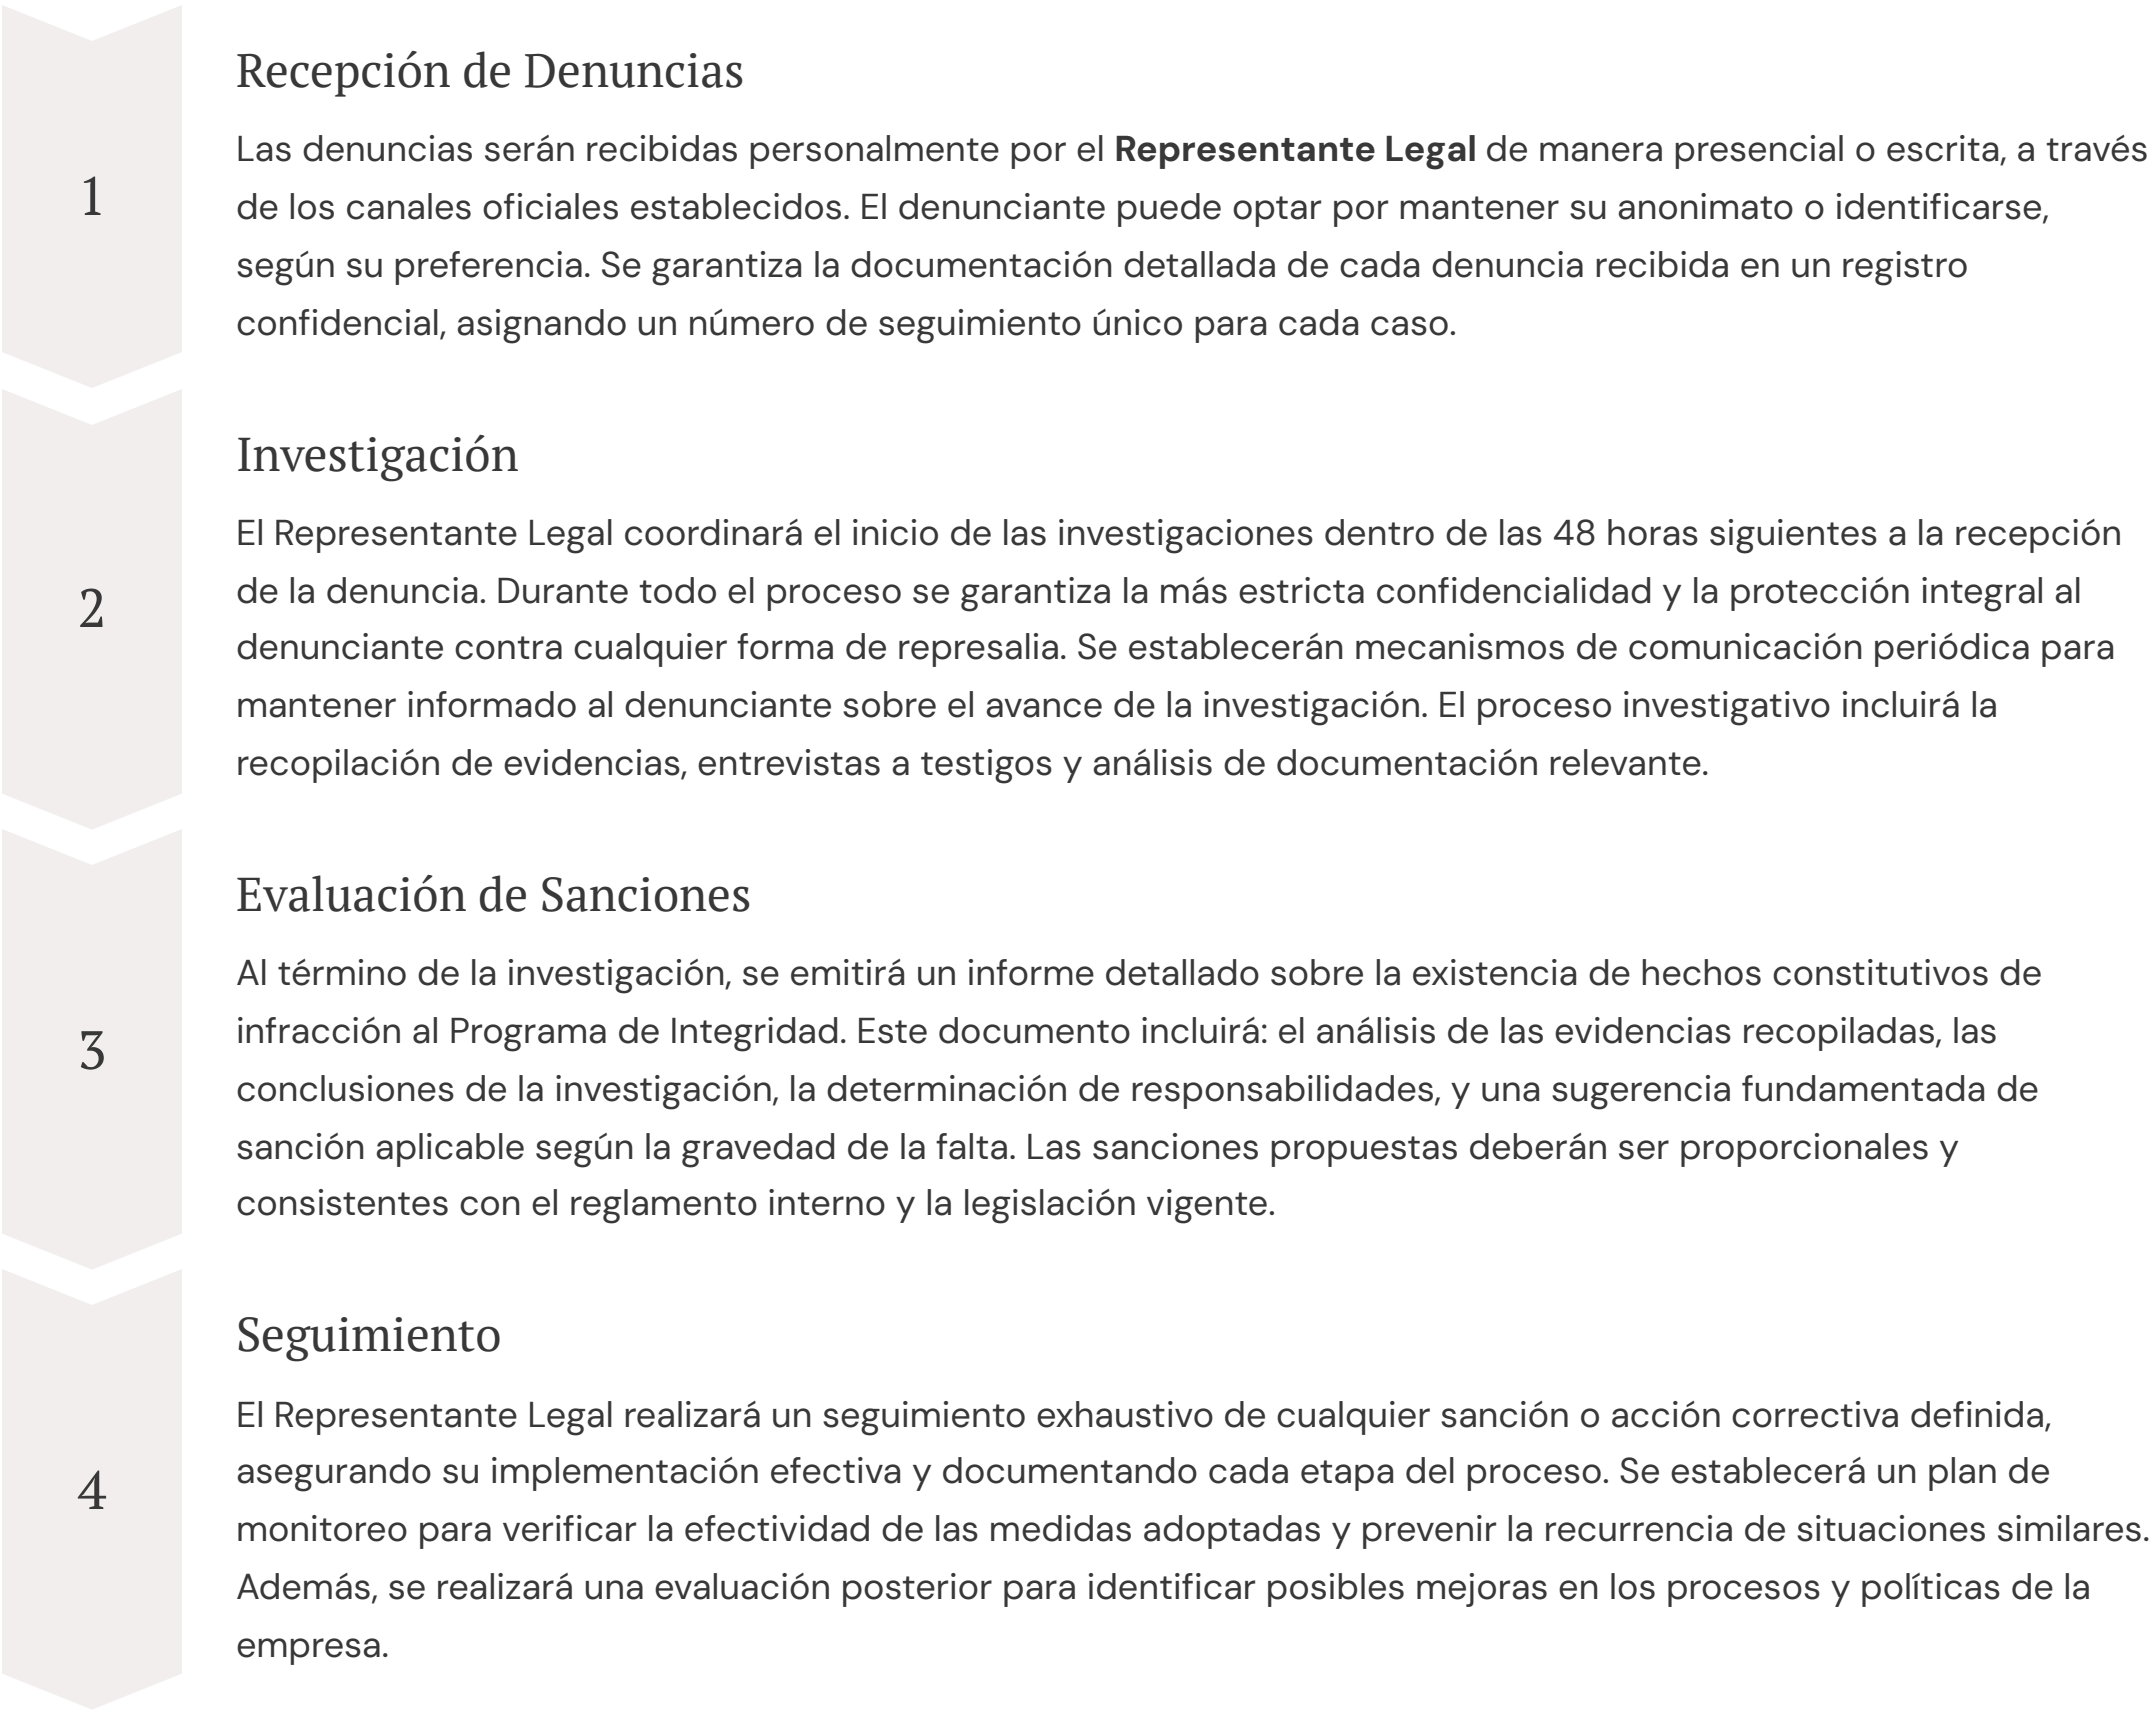 Recepción de Denuncias
1
Las denuncias serán recibidas personalmente por el Representante Legal de manera presencial o escrita, a través
de los canales oficiales establecidos. El denunciante puede optar por mantener su anonimato o identificarse,
según su preferencia. Se garantiza la documentación detallada de cada denuncia recibida en un registro
confidencial, asignando un número de seguimiento único para cada caso.
Investigación
2
El Representante Legal coordinará el inicio de las investigaciones dentro de las 48 horas siguientes a la recepción
de la denuncia. Durante todo el proceso se garantiza la más estricta confidencialidad y la protección integral al
denunciante contra cualquier forma de represalia. Se establecerán mecanismos de comunicación periódica para
mantener informado al denunciante sobre el avance de la investigación. El proceso investigativo incluirá la
recopilación de evidencias, entrevistas a testigos y análisis de documentación relevante.
Evaluación de Sanciones
3
Al término de la investigación, se emitirá un informe detallado sobre la existencia de hechos constitutivos de
infracción al Programa de Integridad. Este documento incluirá: el análisis de las evidencias recopiladas, las
conclusiones de la investigación, la determinación de responsabilidades, y una sugerencia fundamentada de
sanción aplicable según la gravedad de la falta. Las sanciones propuestas deberán ser proporcionales y
consistentes con el reglamento interno y la legislación vigente.
Seguimiento
4
El Representante Legal realizará un seguimiento exhaustivo de cualquier sanción o acción correctiva definida,
asegurando su implementación efectiva y documentando cada etapa del proceso. Se establecerá un plan de
monitoreo para verificar la efectividad de las medidas adoptadas y prevenir la recurrencia de situaciones similares.
Además, se realizará una evaluación posterior para identificar posibles mejoras en los procesos y políticas de la
empresa.